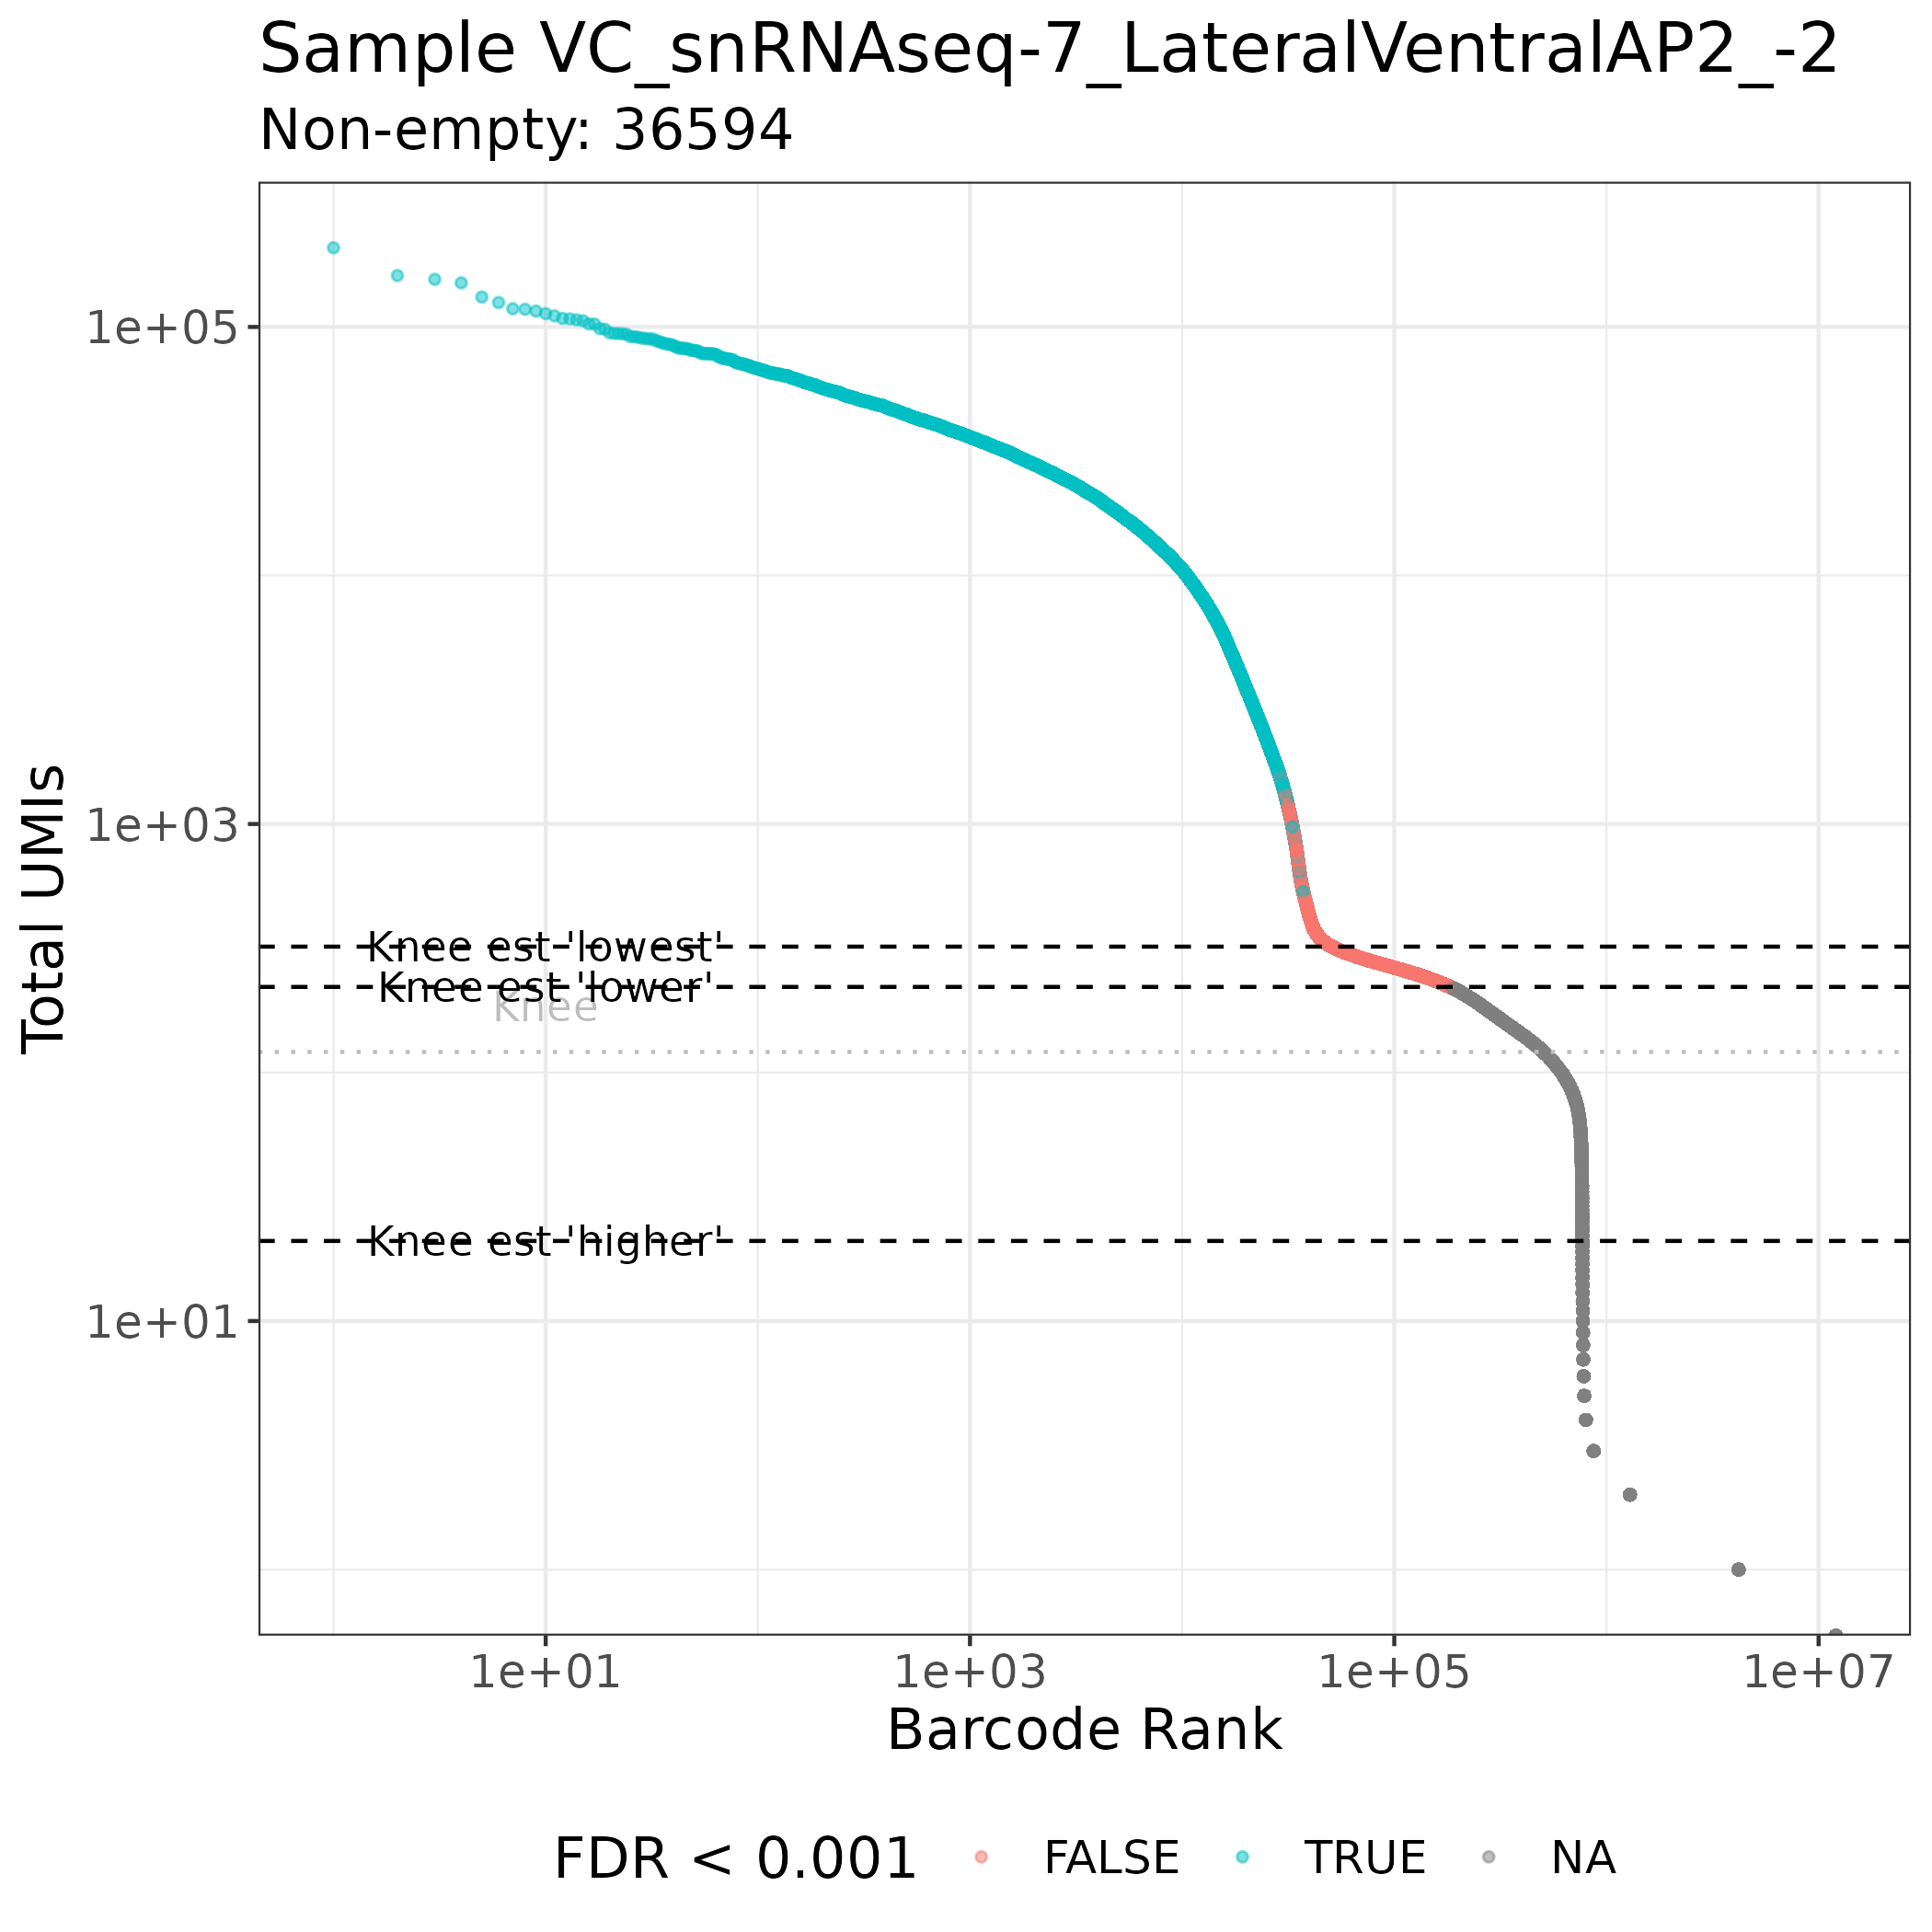 Sample VC_snRNAseq-7_LateralVentralAP2_-2
Non-empty: 36594
1e+05
1e+03
1e+01
Total UMIs
Knee est 'lowest'
Knee est 'lower'
Knee
Knee est 'higher'
1e+01 1e+03 1e+05 1e+07
Barcode Rank
FDR < 0.001 FALSE TRUE NA